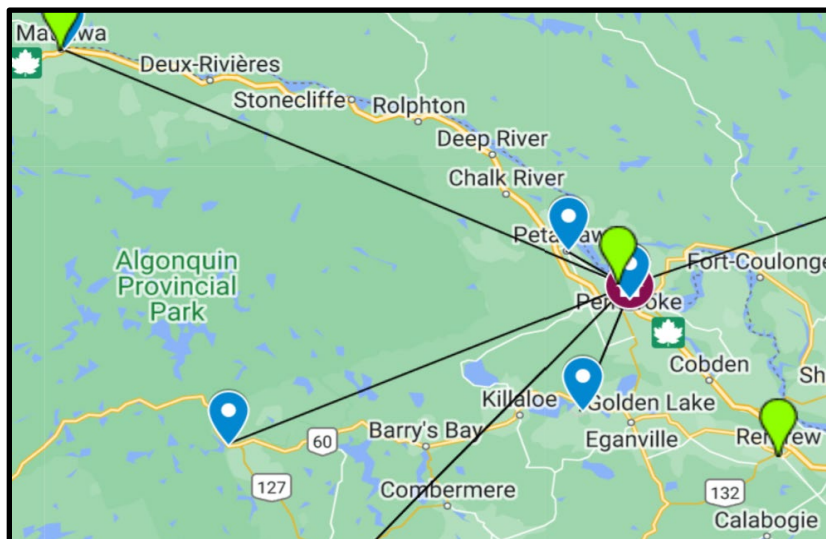 Deux-Rivières
Stonecliffe
Rolphton
Deep River
Chalk River
Algonquin
Provincial
Park
Fort-Coulonge
Cobden
Sh
Killaloe
Golden Lake
60
Barry's Bay
Eganville
127
Combermere
132
Calabogie